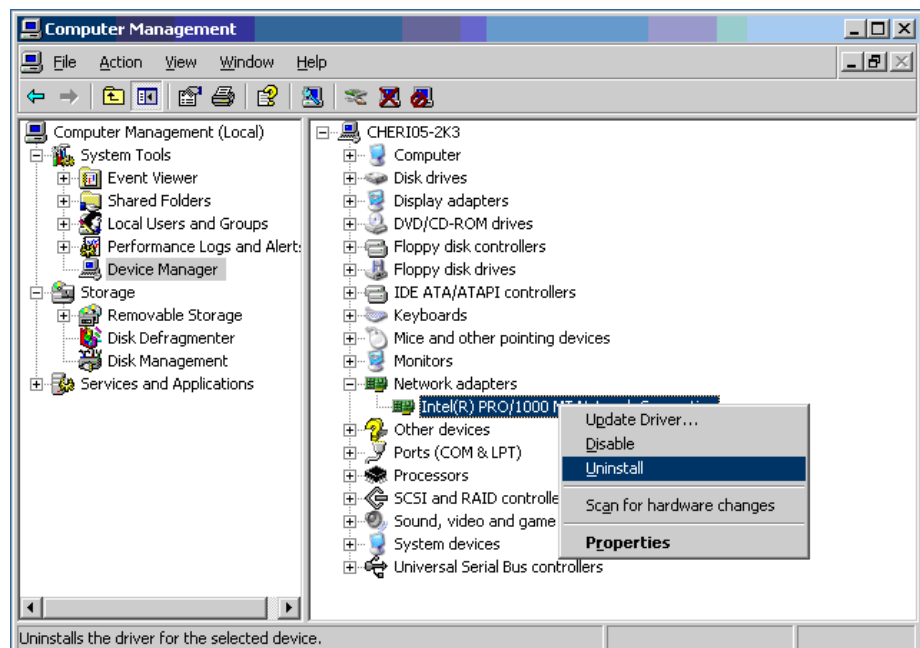 Computer Management
File Action View Window Help
Computer Management (Local)
System Tools
Event Viewer
Shared Folders
Local Users and Groups
Performance Logs and Alert
Device Manager
Storage
Removable Storage
Disk Defragmenter
Disk Management
Services and Applications
CHERI05-2K3
Computer
Disk drives
Display adapters
DVD/CD-ROM drives
Floppy disk controllers
Floppy disk drives
IDE ATA/ATAPI controllers
Keyboards
Mice and other pointing devices
Monitors
Network adapters
Intel(R) PRO/1000
Other devices
Ports (COM & LPT)
Processors
SCSI and RAID controlle
Sound, video and game
System devices
Universal Serial Bus controllers
Update Driver...
Disable
Uninstall
Scan for hardware changes
Properties
Uninstalls the driver for the selected device.